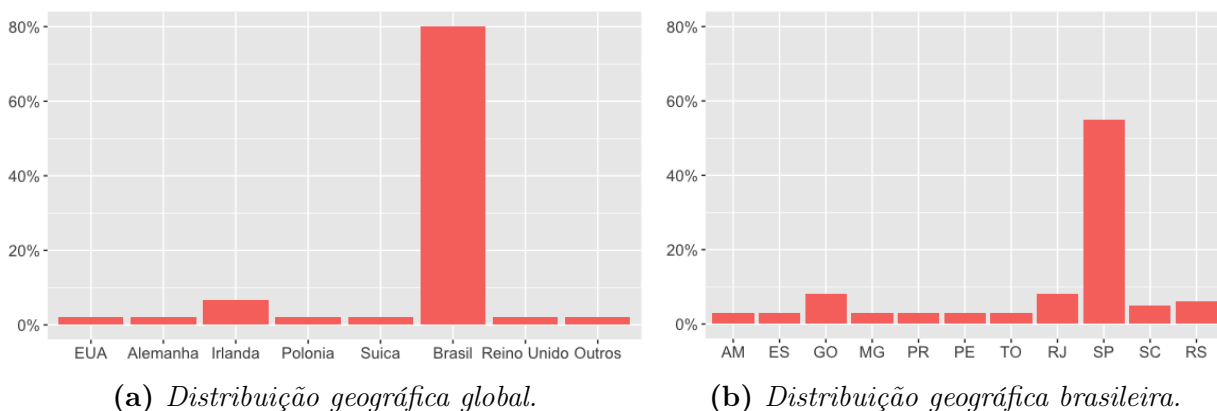 80%
60%
40%
20%
0%
EUA Alemanha Irlanda Polonia Suica Brasil Reino Unido Outros
(a) Distribuição geográfica global.
80%
60%
40%
20%
0%
AM ES GO MG PR PE TO RJ SP SC RS
(b) Distribuição geográfica brasileira.